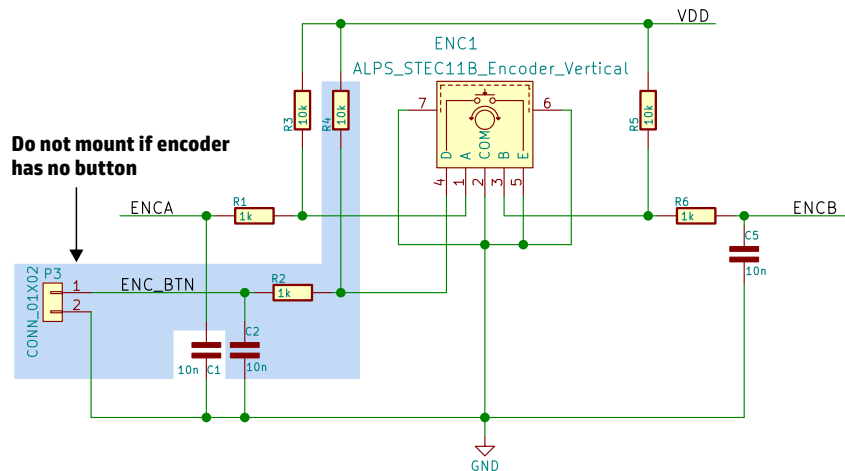 VDD
ENC1
ALPS_STEC11B_Encoder_Vertical
7
6
R3
10k
R4
10k
R5
10k
D
A
COM
B
E
4
1
2
3
5
Do not mount if encoder
has no button
ENCA
R1
1k
R6
1k
ENCB
C5
10n
P3
CONN_01X02
1
2
ENC_BTN
R2
1k
C2
10n
10n
C1
GND